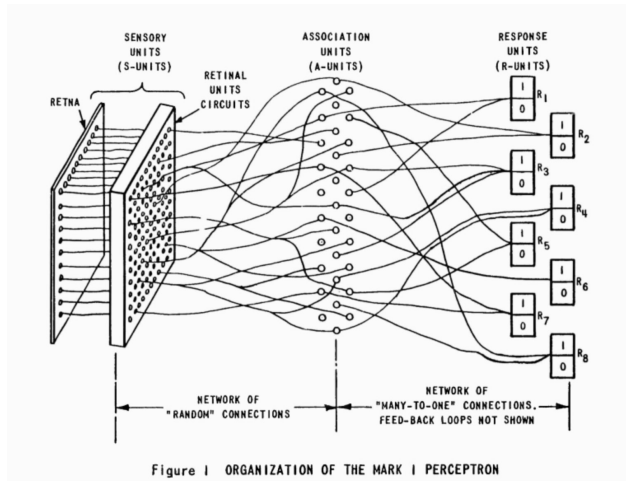 SENSORY
UNITS
(S-UNITS)
ASSOCIATION
UNITS
(A-UNITS)
RESPONSE
UNITS
(R-UNITS)
RETINAL UNITS
CIRCUITS
RETNA
1
0
R1
1
0
R2
1
0
R3
1
0
R4
1
0
R5
1
0
R6
1
0
R7
1
0
R8
NETWORK OF
"RANDOM" CONNECTIONS
NETWORK OF
"MANY-TO-ONE" CONNECTIONS.
FEED-BACK LOOPS NOT SHOWN
Figure 1 ORGANIZATION OF THE MARK 1 PERCEPTRON